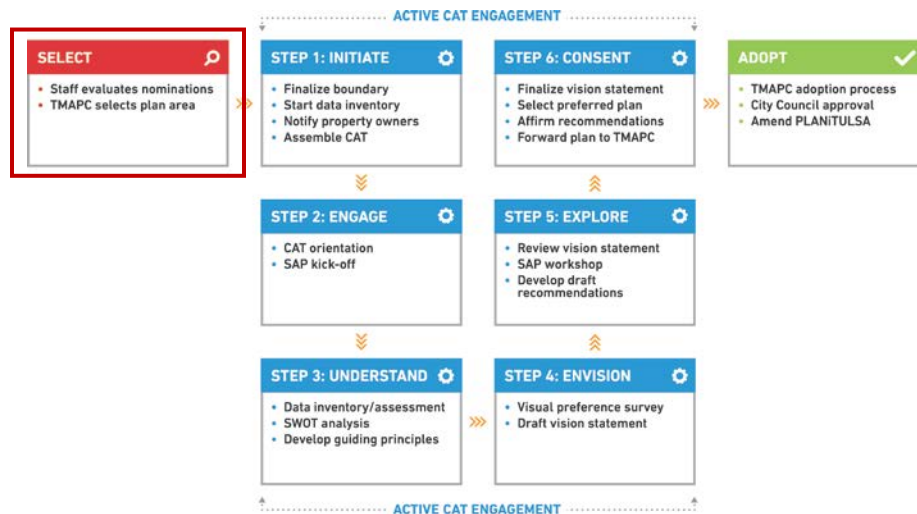 ACTIVE CAT ENGAGEMENT
SELECT
• Staff evaluates nominations
• TMAPC selects plan area
STEP 1: INITIATE
• Finalize boundary
• Start data inventory
• Notify property owners
• Assemble CAT
STEP 2: ENGAGE
• CAT orientation
• SAP kick-off
STEP 3: UNDERSTAND
• Data inventory/assessment
• SWOT analysis
• Develop guiding principles
STEP 4: ENVISION
• Visual preference survey
• Draft vision statement
STEP 5: EXPLORE
• Review vision statement
• SAP workshop
• Develop draft
recommendations
STEP 6: CONSENT
• Finalize vision statement
• Select preferred plan
• Affirm recommendations
• Forward plan to TMAPC
ADOPT
• TMAPC adoption process
• City Council approval
• Amend PLANiTULSA
ACTIVE CAT ENGAGEMENT